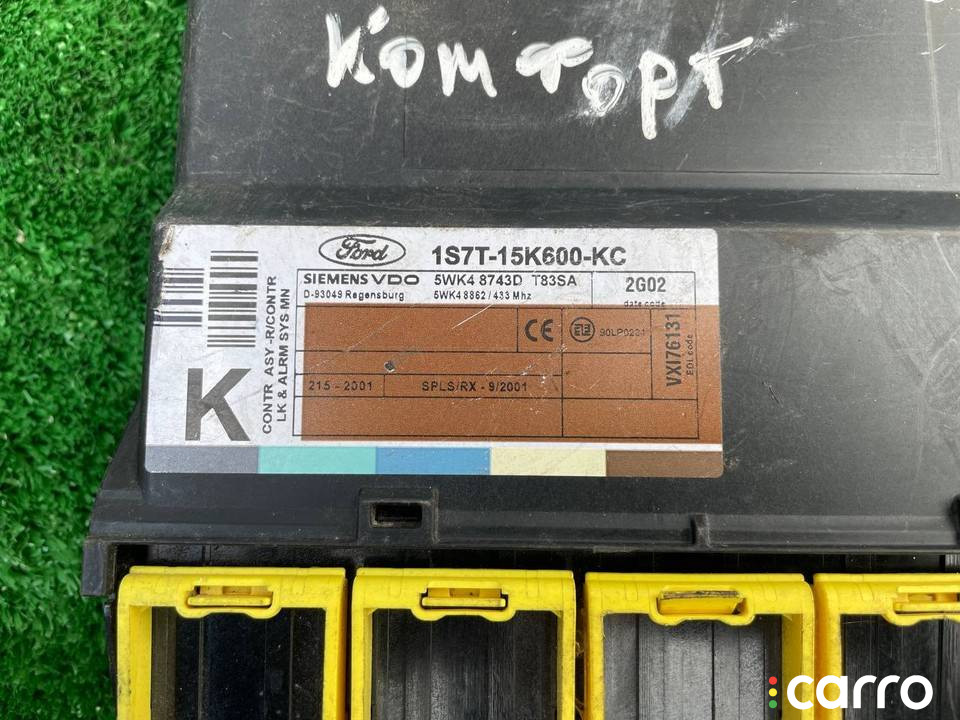 Комфорт
Ford
1S7T-15K600-KC
SIEMENS VDO 5WK4 8743D T83SA 2G02
D-93049 Regensburg 5WK4 8862 / 433 Mhz date code
CONTR ASY -R/CONTR
LK & ALRM SYS MN
K
CE
90LP0231
VXI76131
EOL code
215 - 2001 SPLS/RX - 9/2001
carro